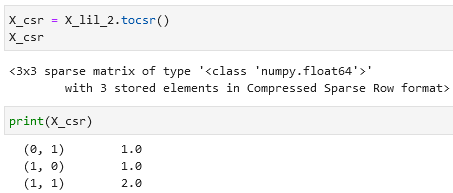 X_csr = X_lil_2.tocsr()
X_csr
<3x3 sparse matrix of type '<class 'numpy.float64'>'
        with 3 stored elements in Compressed Sparse Row format>
print(X_csr)
  (0, 1)        1.0
  (1, 0)        1.0
  (1, 1)        2.0